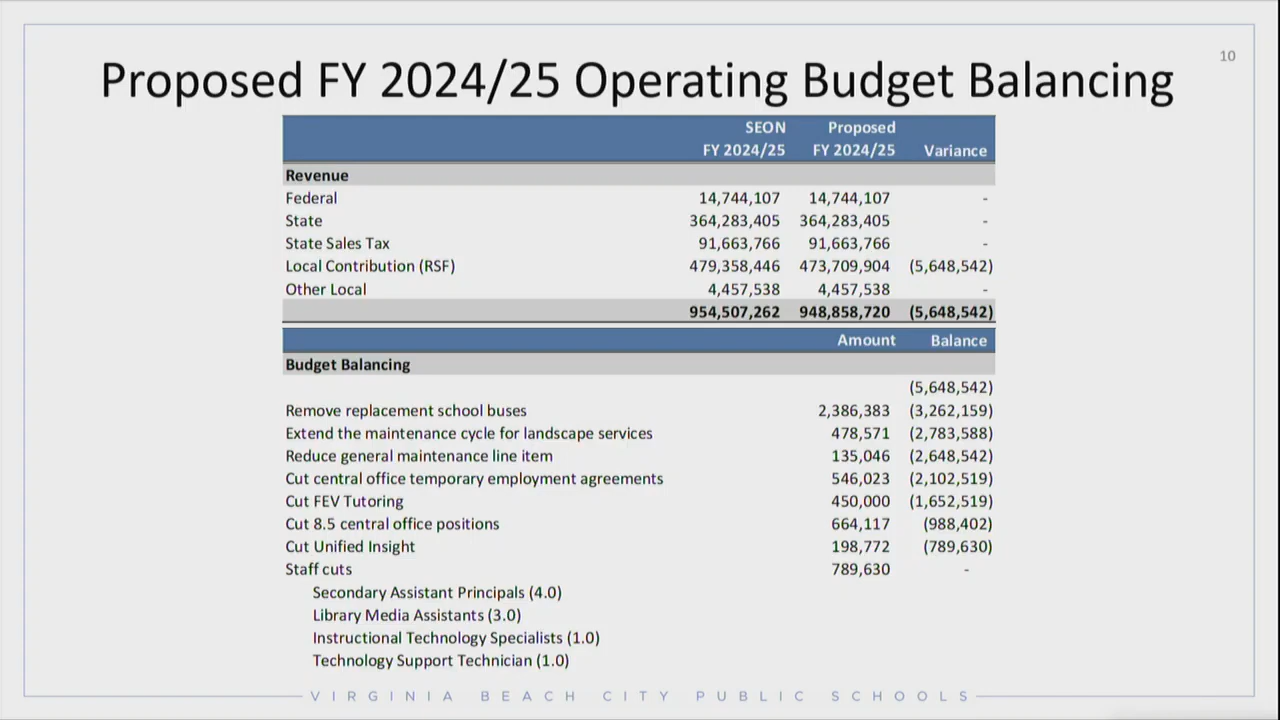 10
Proposed FY 2024/25 Operating Budget Balancing
SEON Proposed
FY 2024/25 FY 2024/25 Variance
Revenue
Federal 14,744,107 14,744,107 -
State 364,283,405 364,283,405 -
State Sales Tax 91,663,766 91,663,766 -
Local Contribution (RSF) 479,358,446 473,709,904 (5,648,542)
Other Local 4,457,538 4,457,538 -
954,507,262 948,858,720 (5,648,542)
Amount Balance
Budget Balancing
(5,648,542)
Remove replacement school buses 2,386,383 (3,262,159)
Extend the maintenance cycle for landscape services 478,571 (2,783,588)
Reduce general maintenance line item 135,046 (2,648,542)
Cut central office temporary employment agreements 546,023 (2,102,519)
Cut FEV Tutoring 450,000 (1,652,519)
Cut 8.5 central office positions 664,117 (988,402)
Cut Unified Insight 198,772 (789,630)
Staff cuts 789,630 -
Secondary Assistant Principals (4.0)
Library Media Assistants (3.0)
Instructional Technology Specialists (1.0)
Technology Support Technician (1.0)
VIRGINIA BEACH CITY PUBLIC SCHOOLS